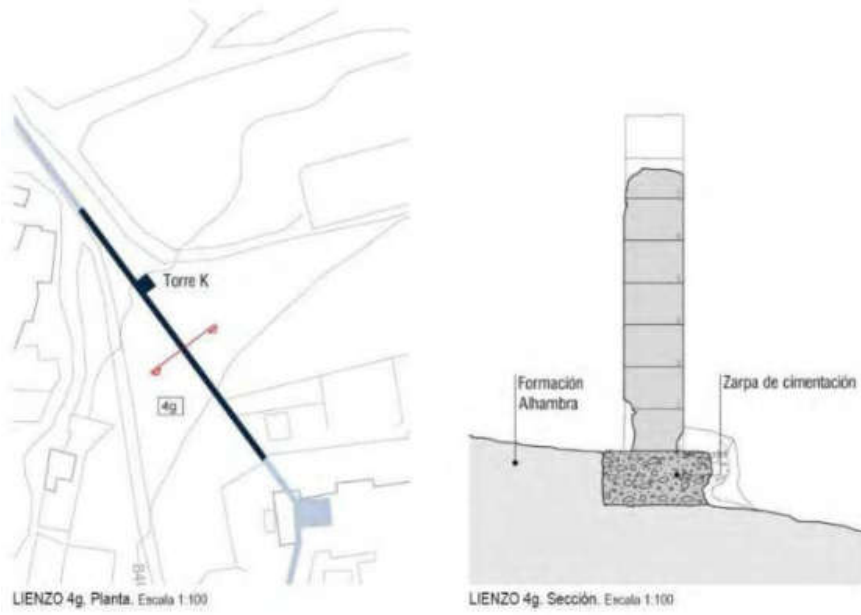 Torre K
4g
LIENZO 4g. Planta. Escala 1:100
Formación
Alhambra
Zarpa de cimentación
LIENZO 4g. Sección. Escala 1:100